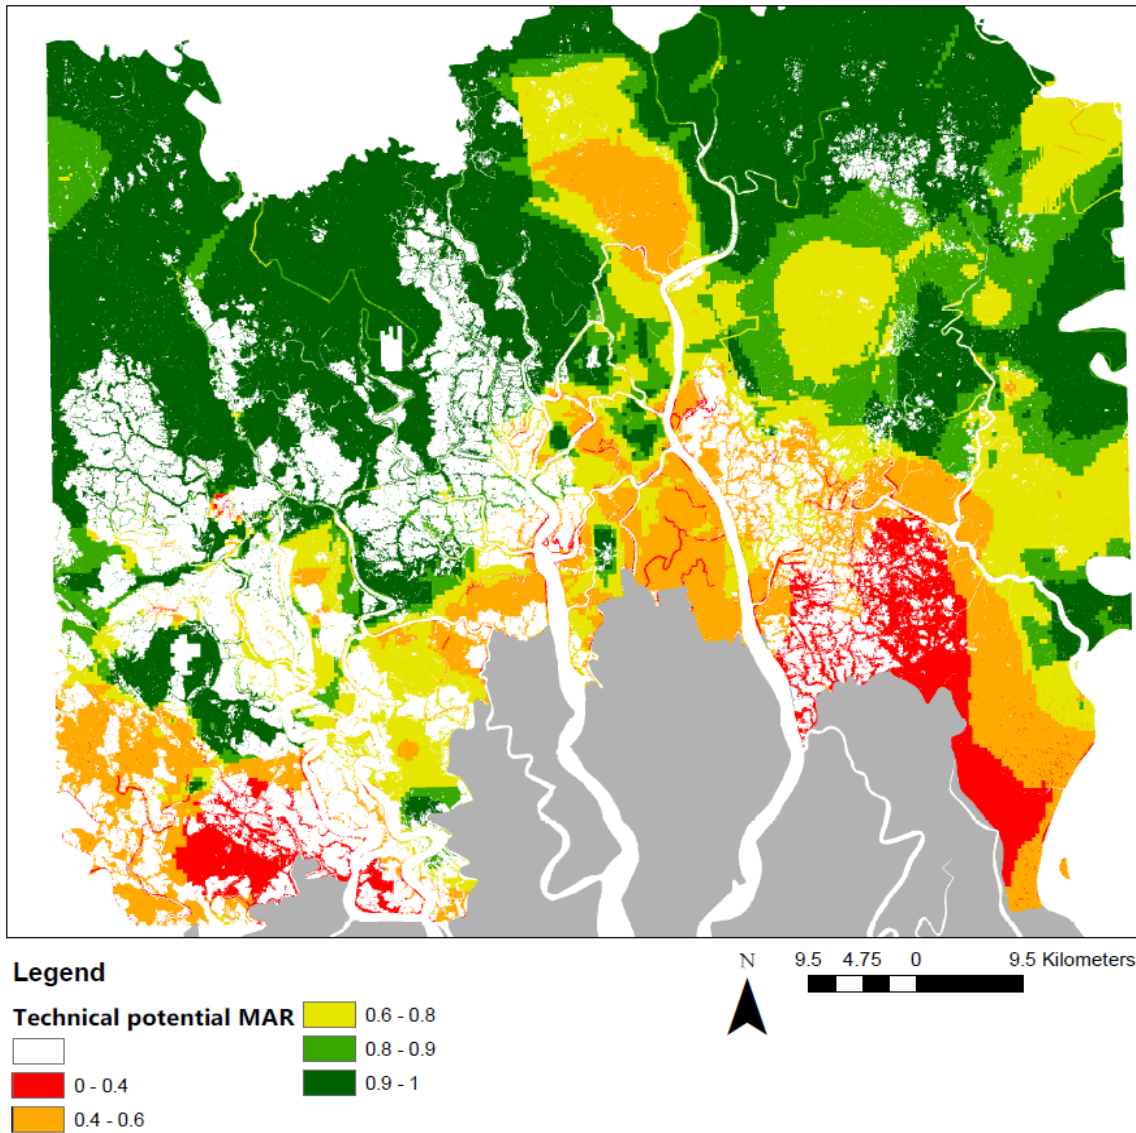 N
9.5 4.75 0 9.5 Kilometers
Legend
Technical potential MAR
0 - 0.4
0.4 - 0.6
0.6 - 0.8
0.8 - 0.9
0.9 - 1